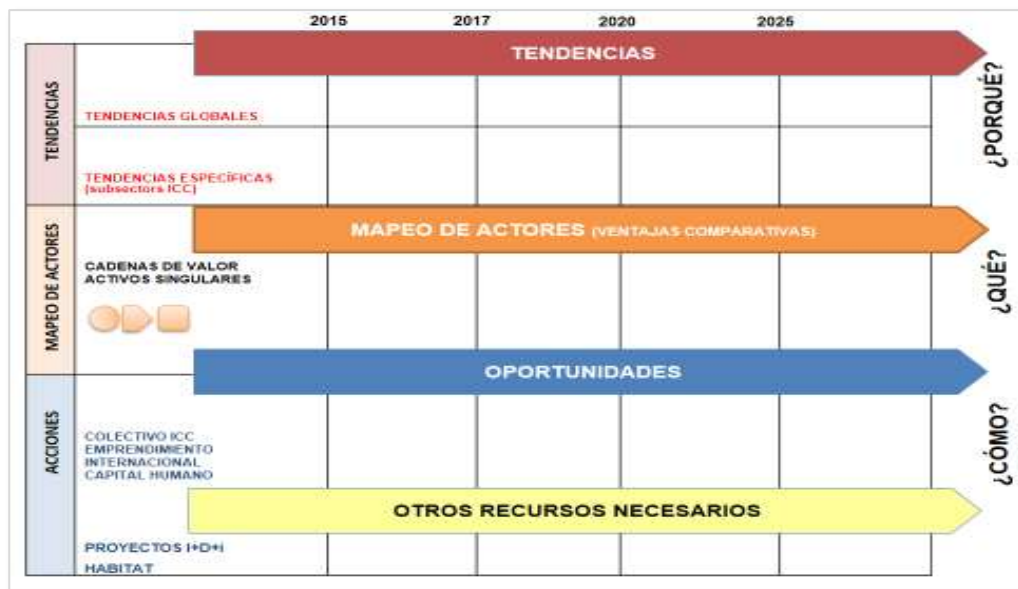 2015 2017 2020 2025
TENDENCIAS
TENDENCIAS
TENDENCIAS GLOBALES
TENDENCIAS ESPECÍFICAS
(subsectors ICC)
¿PORQUÉ?
MAPEO DE ACTORES
MAPEO DE ACTORES (VENTAJAS COMPARATIVAS)
CADENAS DE VALOR
ACTIVOS SINGULARES
¿QUÉ?
OPORTUNIDADES
ACCIONES
COLECTIVO ICC
EMPRENDIMIENTO
INTERNACIONAL
CAPITAL HUMANO
¿CÓMO?
OTROS RECURSOS NECESARIOS
PROYECTOS I+D+i
HABITAT